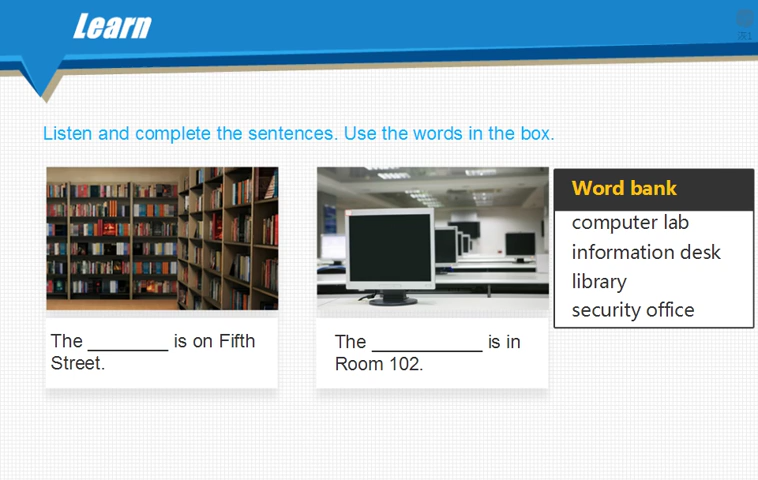 Learn
Listen and complete the sentences. Use the words in the box.
The ________ is on Fifth
Street.
The ___________ is in
Room 102.
Word bank
computer lab
information desk
library
security office